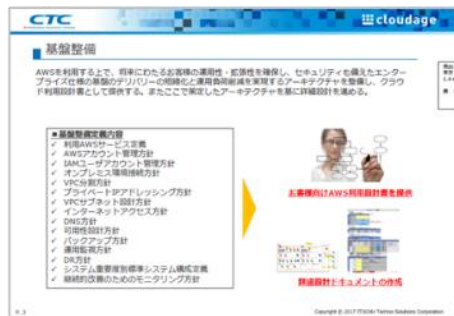 CTC
cloudage
基盤整備
AWSを利用する上で、将来にわたるお客様の運用性・拡張性を確保し、セキュリティも備えたエンター
プライズ仕様の基盤のデリバリーの短縮化と運用負荷削減を実現するアーキテクチャを整備し、クラウ
ド利用設計書として提供する。またここで策定したアーキテクチャを基に詳細設計を進める。
■基盤整備定義内容
✓ 利用AWSサービス定義
✓ AWSアカウント管理方針
✓ IAMユーザアカウント管理方針
✓ オンプレミス環境接続方針
✓ VPC分割方針
✓ プライベートIPアドレッシング方針
✓ VPCサブネット設計方針
✓ インターネットアクセス方針
✓ DNS方針
✓ 可用性設計方針
✓ バックアップ方針
✓ 運用監視方針
✓ DR方針
✓ システム重要度別標準システム構成定義
✓ 継続的改善のためのモニタリング方針
お客様向けAWS利用設計書を提供
詳細設計ドキュメントの作成
Copyright © 2017 ITOCHU Techno-Solutions Corporation